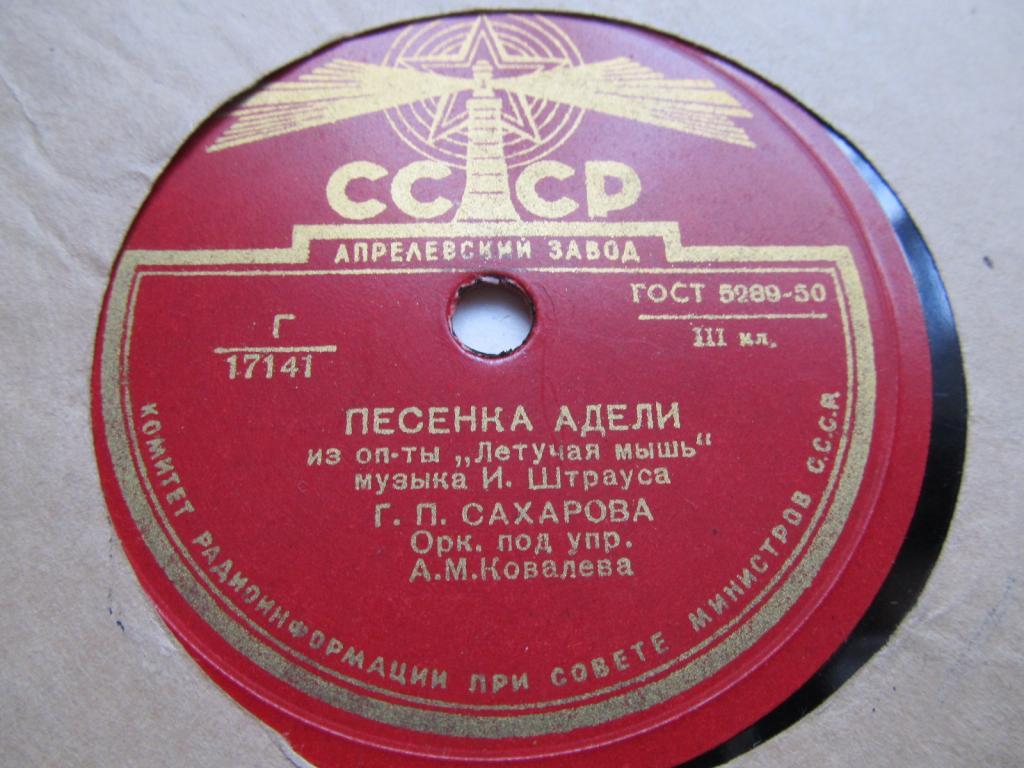 СССР
АПРЕЛЕВСКИЙ ЗАВОД
ГОСТ 5289-50
III кл.
Г
17141
ПЕСЕНКА АДЕЛИ
из оп-ты „Летучая мышь“
музыка И. Штрауса
Г. П. САХАРОВА
Орк. под упр.
А.М.Ковалева
КОМИТЕТ РАДИОИНФОРМАЦИИ ПРИ СОВЕТЕ МИНИСТРОВ С.С.С.Р.